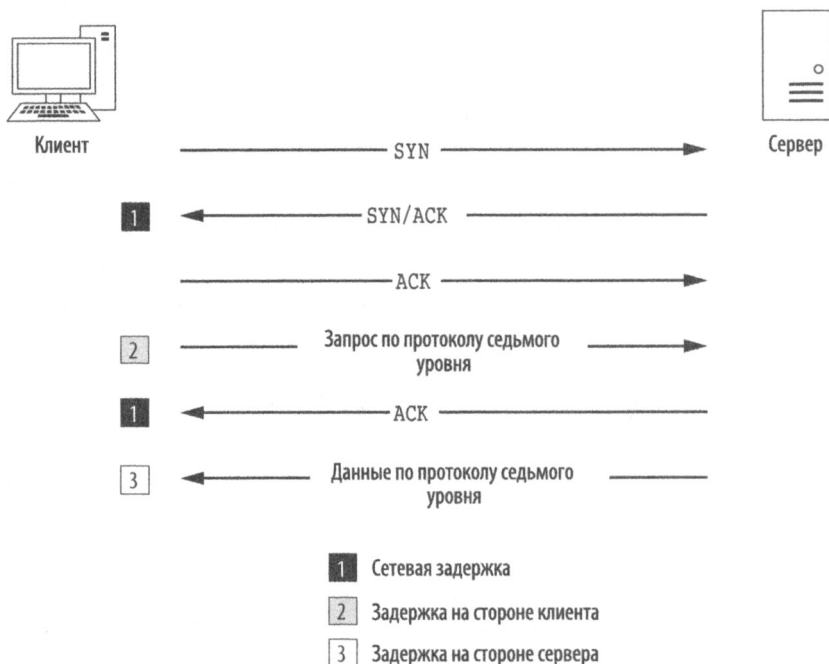 Клиент
Сервер
SYN
1
SYN/ACK
ACK
2
Запрос по протоколу седьмого
уровня
1
ACK
3
Данные по протоколу седьмого
уровня
1 Сетевая задержка
2 Задержка на стороне клиента
3 Задержка на стороне сервера